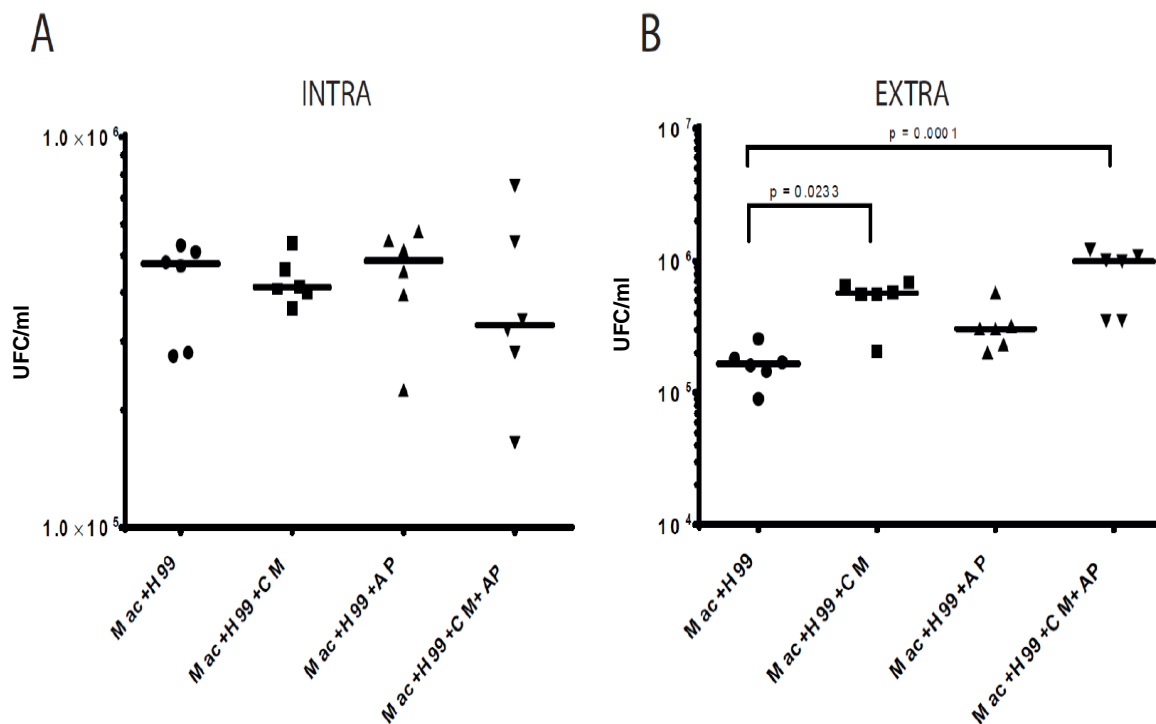 A
INTRA
UFC/ml
1.0 ×10⁶
1.0 ×10⁵
M ac +H 99
M ac +H 99 +C M
M ac +H 99 +A P
M ac +H 99 +C M+ AP
B
EXTRA
UFC/ml
10⁷
10⁶
10⁵
10⁴
p = 0.0001
p = 0.0233
M ac +H 99
M ac +H 99 +C M
M ac +H 99 +A P
M ac +H 99 +C M+ AP